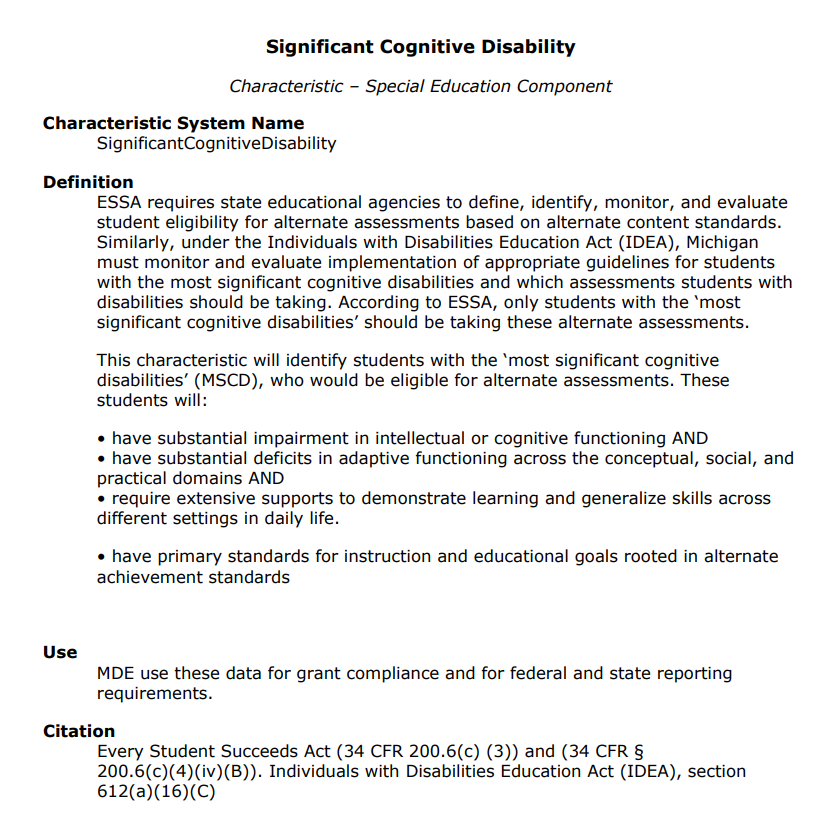 Significant Cognitive Disability
Characteristic – Special Education Component
Characteristic System Name
SignificantCognitiveDisability
Definition
ESSA requires state educational agencies to define, identify, monitor, and evaluate
student eligibility for alternate assessments based on alternate content standards.
Similarly, under the Individuals with Disabilities Education Act (IDEA), Michigan
must monitor and evaluate implementation of appropriate guidelines for students
with the most significant cognitive disabilities and which assessments students with
disabilities should be taking. According to ESSA, only students with the ‘most
significant cognitive disabilities’ should be taking these alternate assessments.
This characteristic will identify students with the ‘most significant cognitive
disabilities’ (MSCD), who would be eligible for alternate assessments. These
students will:
• have substantial impairment in intellectual or cognitive functioning AND
• have substantial deficits in adaptive functioning across the conceptual, social, and
practical domains AND
• require extensive supports to demonstrate learning and generalize skills across
different settings in daily life.
• have primary standards for instruction and educational goals rooted in alternate
achievement standards
Use
MDE use these data for grant compliance and for federal and state reporting
requirements.
Citation
Every Student Succeeds Act (34 CFR 200.6(c) (3)) and (34 CFR §
200.6(c)(4)(iv)(B)). Individuals with Disabilities Education Act (IDEA), section
612(a)(16)(C)